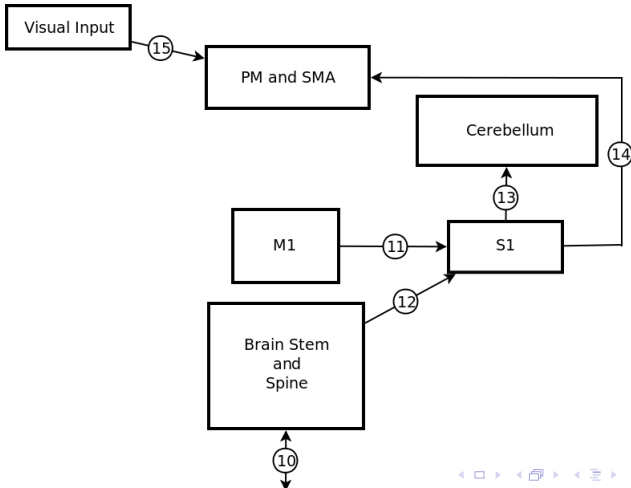 Visual Input
15
PM and SMA
Cerebellum
14
13
M1
11
S1
12
Brain Stem
and
Spine
10